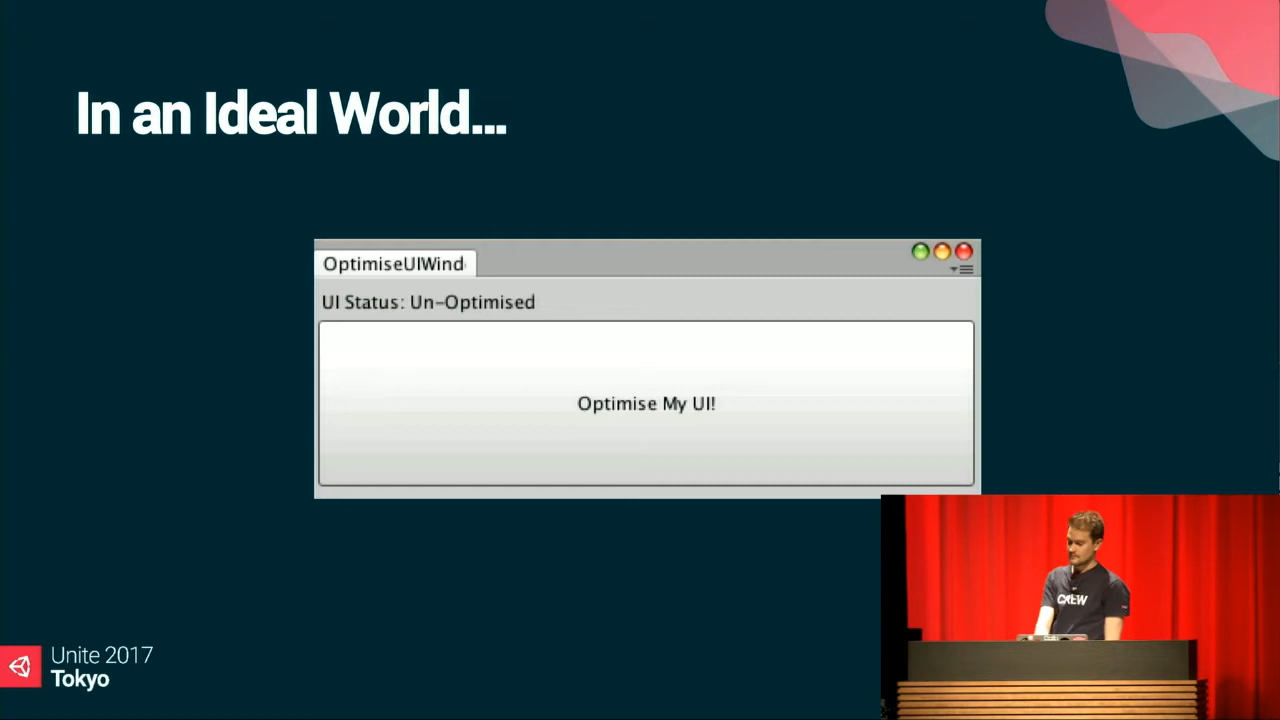 In an Ideal World...
OptimiseUIWind
UI Status: Un-Optimised
Optimise My UI!
CREW
Unite 2017
Tokyo